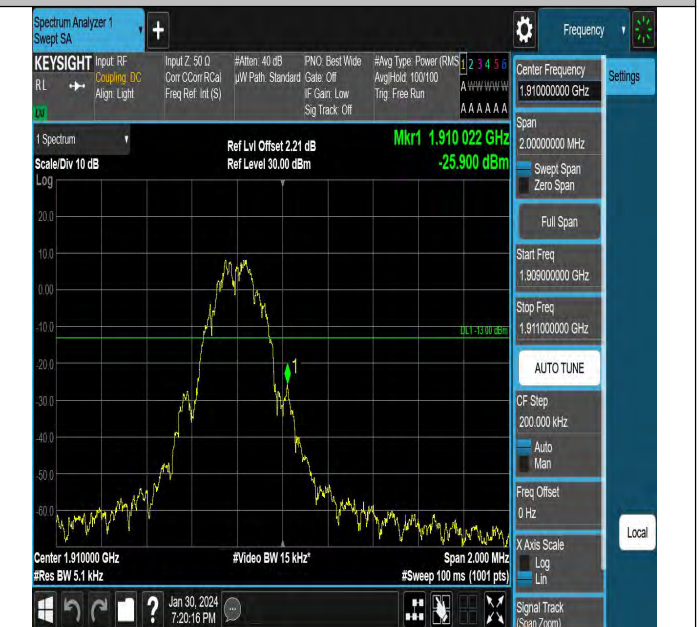 Spectrum Analyzer 1
Swept SA
+
Frequency
KEYSIGHT
RL
Input: RF
Coupling: DC
Align: Light
Input Z: 50 Ω
Corr CCorr RCal
Freq Ref: Int (S)
#Atten: 40 dB
µW Path: Standard
PNO: Best Wide
Gate: Off
IF Gain: Low
Sig Track: Off
#Avg Type: Power (RMS
Avg|Hold: 100/100
Trig: Free Run
1 2 3 4 5 6
A W W W W W
A A A A A A
1 Spectrum
Scale/Div 10 dB
Ref Lvl Offset 2.21 dB
Ref Level 30.00 dBm
Mkr1 1.910 022 GHz
-25.900 dBm
Log
20.0
10.0
0.00
-10.0
-20.0
-30.0
-40.0
-50.0
-60.0
DL1 -13.00 dBm
1
Center 1.910000 GHz
#Res BW 5.1 kHz
#Video BW 15 kHz*
Span 2.000 MHz
#Sweep 100 ms (1001 pts)
Jan 30, 2024
7:20:16 PM
?
Center Frequency
1.910000000 GHz
Settings
Span
2.00000000 MHz
Swept Span
Zero Span
Full Span
Start Freq
1.909000000 GHz
Stop Freq
1.911000000 GHz
AUTO TUNE
CF Step
200.000 kHz
Auto
Man
Freq Offset
0 Hz
X Axis Scale
Log
Lin
Local
Signal Track
(Span Zoom)